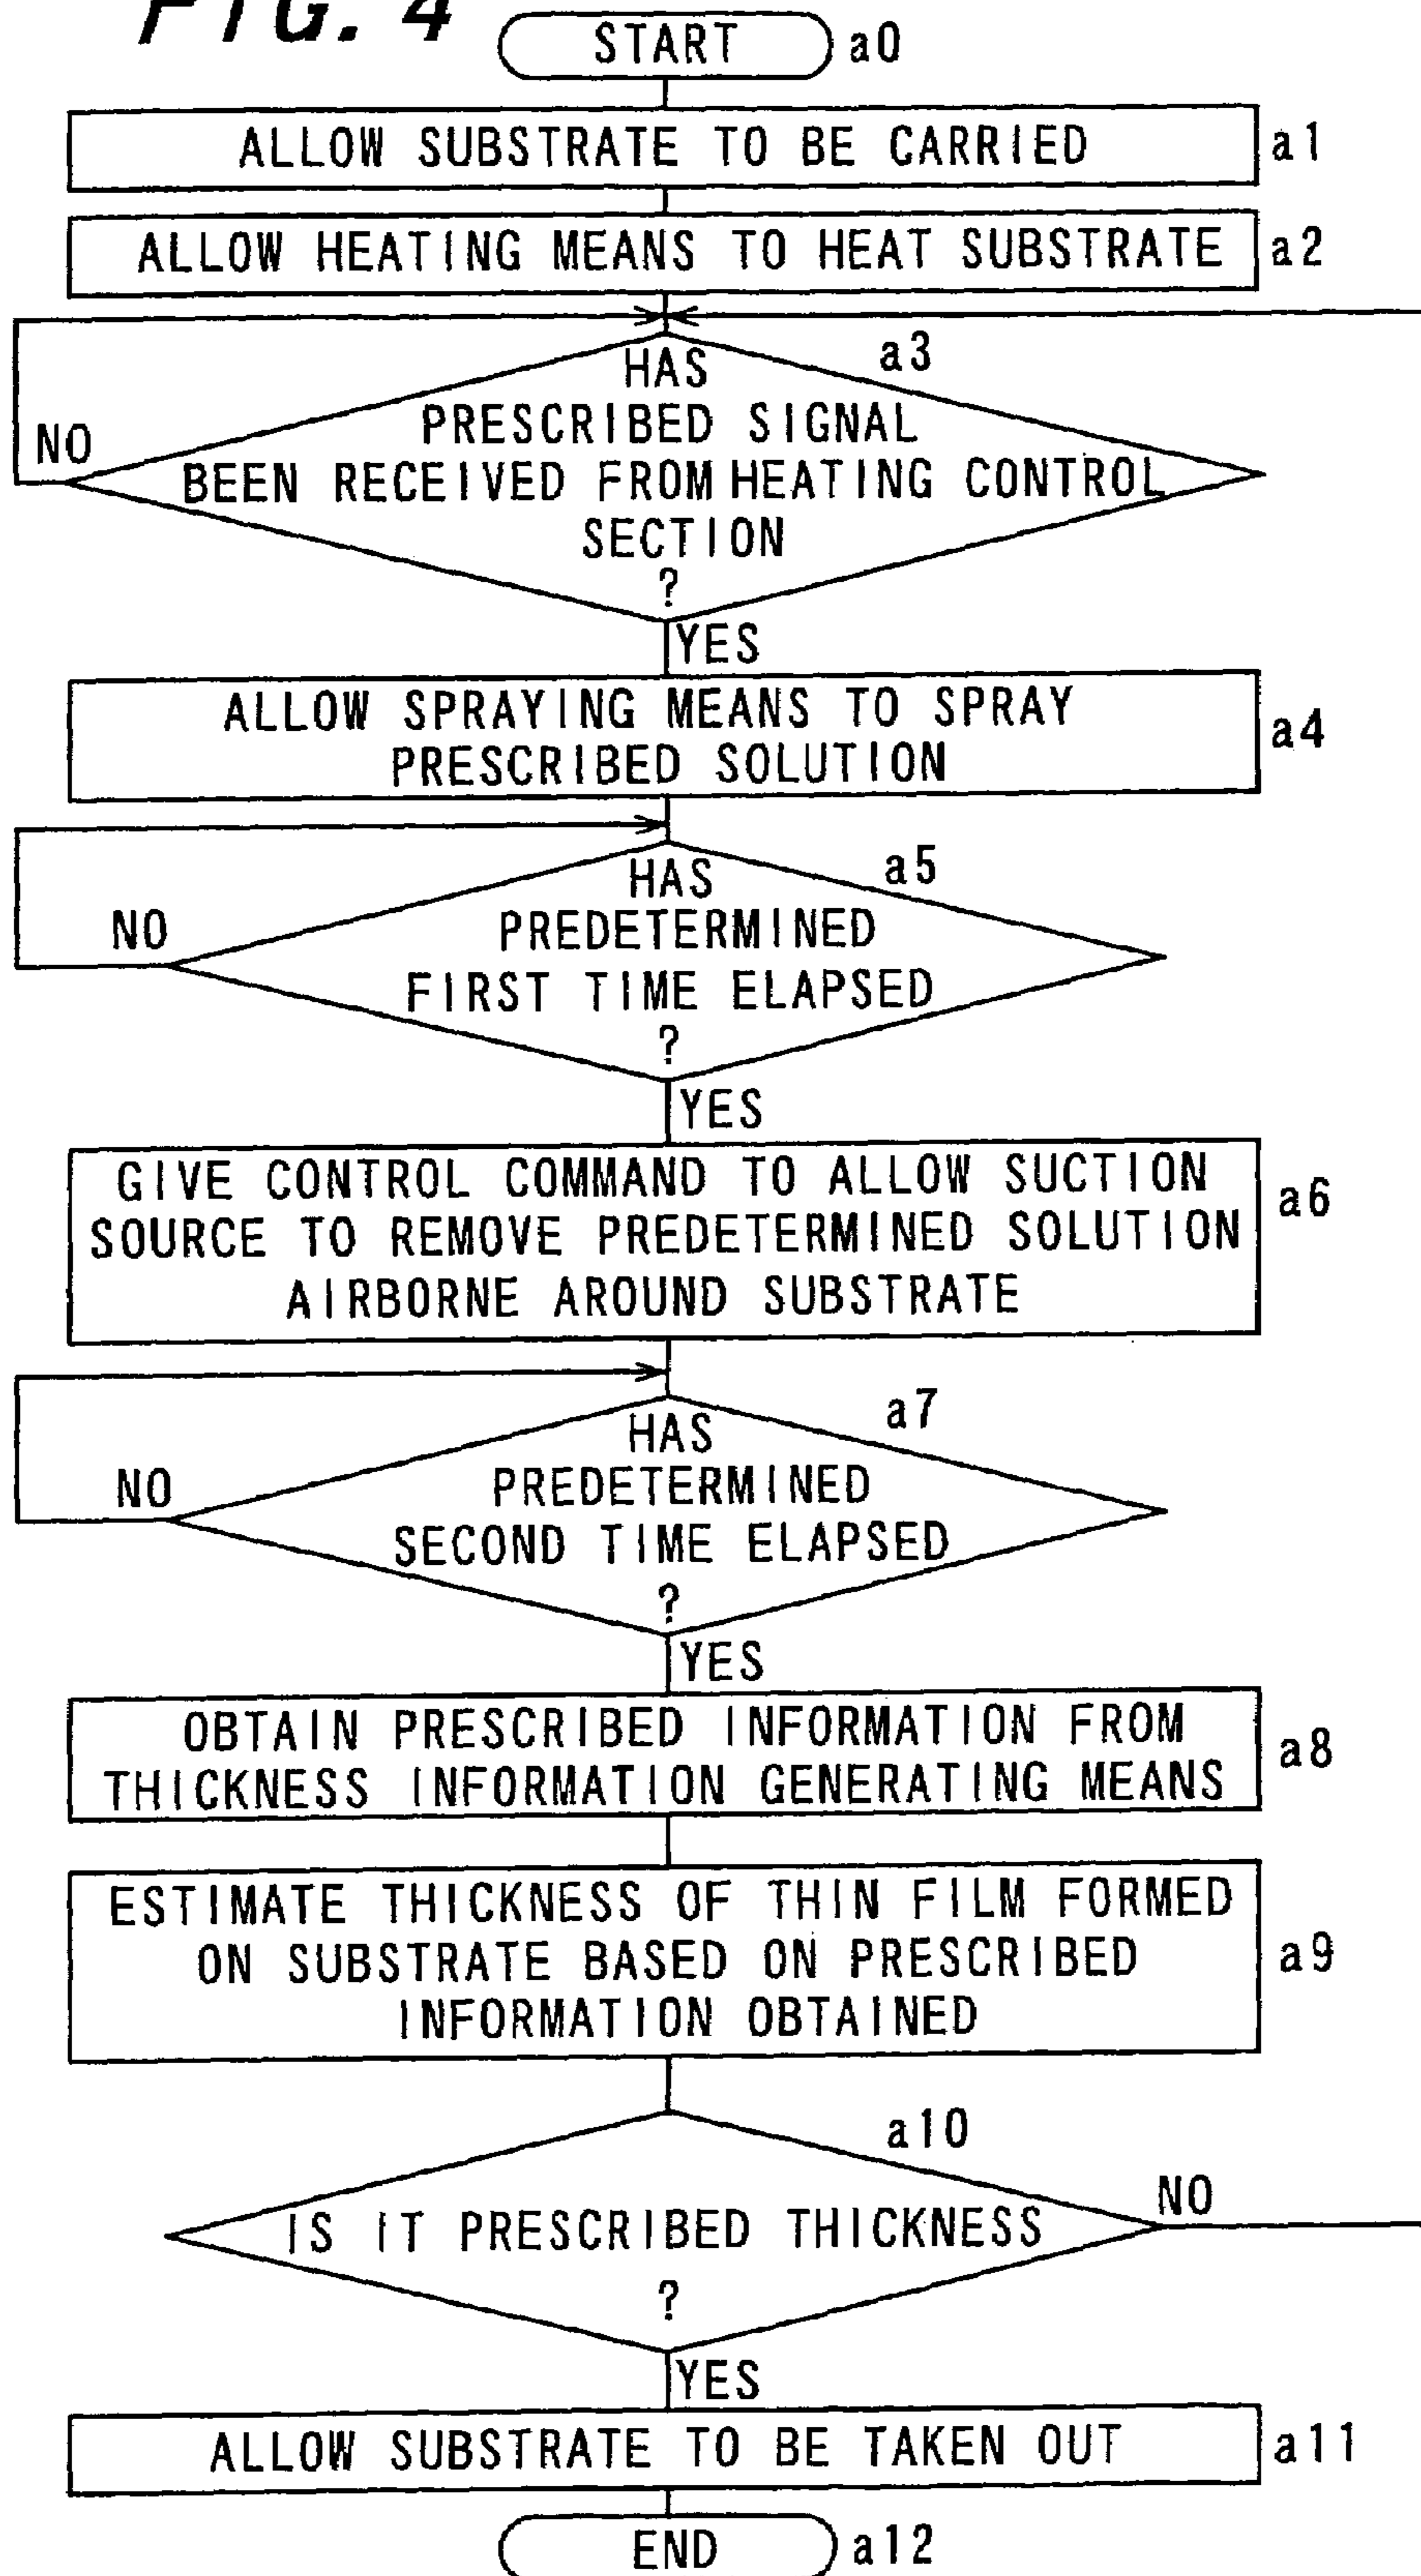 FIG. 4
START a0
ALLOW SUBSTRATE TO BE CARRIED a1
ALLOW HEATING MEANS TO HEAT SUBSTRATE a2
a3
HAS
PRESCRIBED SIGNAL
NO
BEEN RECEIVED FROM HEATING CONTROL
SECTION
?
YES
ALLOW SPRAYING MEANS TO SPRAY
PRESCRIBED SOLUTION
a4
a5
HAS
PREDETERMINED
NO
FIRST TIME ELAPSED
?
YES
GIVE CONTROL COMMAND TO ALLOW SUCTION
SOURCE TO REMOVE PREDETERMINED SOLUTION
AIRBORNE AROUND SUBSTRATE
a6
a7
HAS
PREDETERMINED
NO
SECOND TIME ELAPSED
?
YES
OBTAIN PRESCRIBED INFORMATION FROM
THICKNESS INFORMATION GENERATING MEANS
a8
ESTIMATE THICKNESS OF THIN FILM FORMED
ON SUBSTRATE BASED ON PRESCRIBED
INFORMATION OBTAINED
a9
a10
NO
IS IT PRESCRIBED THICKNESS
?
YES
ALLOW SUBSTRATE TO BE TAKEN OUT a11
END a12